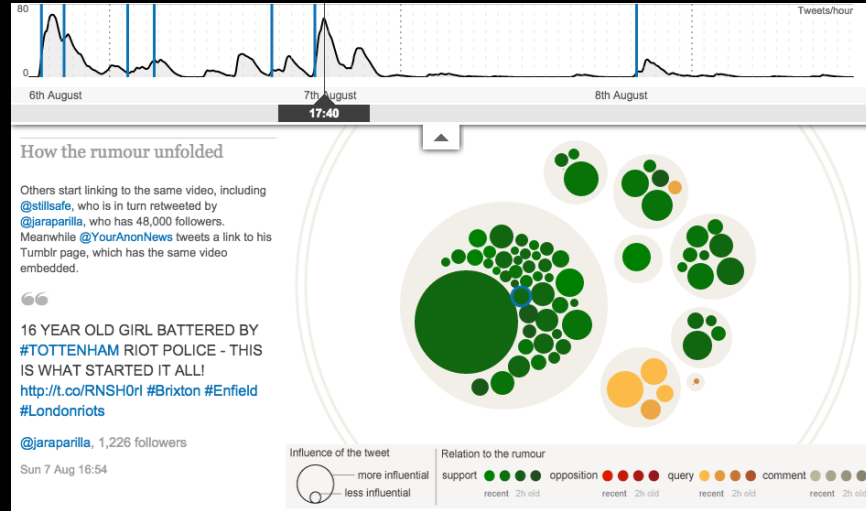 80
Tweets/hour
0
6th August
7th August
8th August
17:40
How the rumour unfolded
Others start linking to the same video, including
@stillsafe, who is in turn retweeted by
@jaraparilla, who has 48,000 followers.
Meanwhile @YourAnonNews tweets a link to his
Tumblr page, which has the same video
embedded.
16 YEAR OLD GIRL BATTERED BY
#TOTTENHAM RIOT POLICE - THIS
IS WHAT STARTED IT ALL!
http://t.co/RNSH0rI #Brixton #Enfield
#Londonriots
@jaraparilla, 1,226 followers
Sun 7 Aug 16:54
Influence of the tweet
more influential
less influential
Relation to the rumour
support opposition query comment
recent 2h old recent 2h old recent 2h old recent 2h old